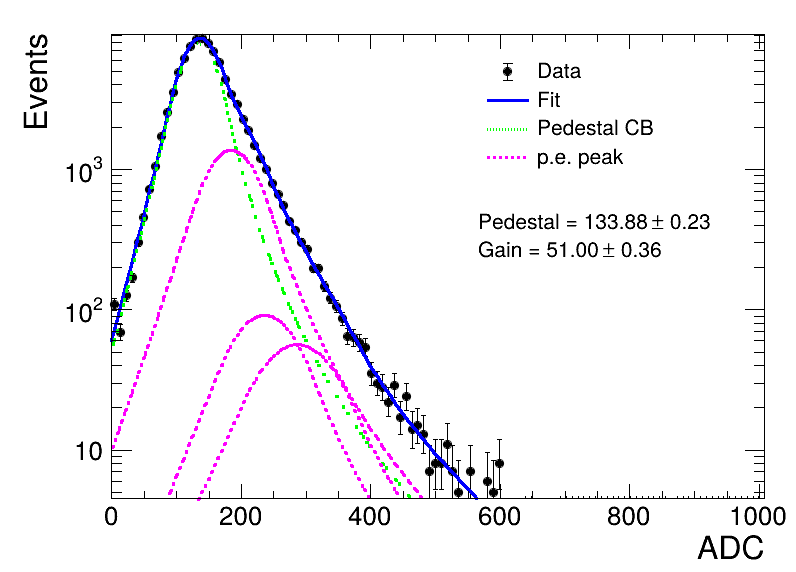 Events
10³
10²
10
0 200 400 600 800 1000
ADC
Data
Fit
Pedestal CB
p.e. peak
Pedestal = 133.88 ± 0.23
Gain = 51.00 ± 0.36